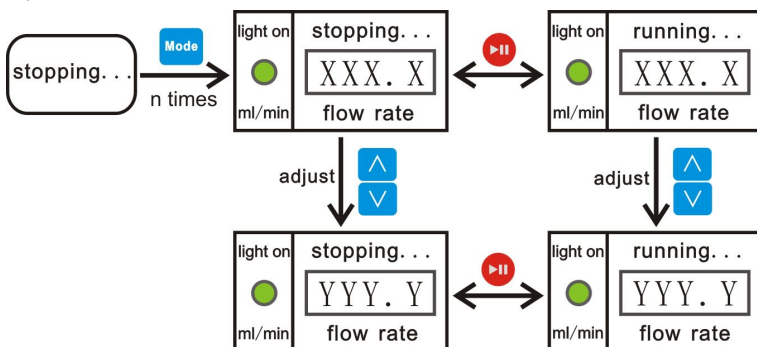 stopping. . .
Mode
n times
light on
ml/min
stopping. . .
XXX. X
flow rate
light on
ml/min
running. . .
XXX. X
flow rate
adjust
adjust
light on
ml/min
stopping. . .
YYY. Y
flow rate
light on
ml/min
running. . .
YYY. Y
flow rate